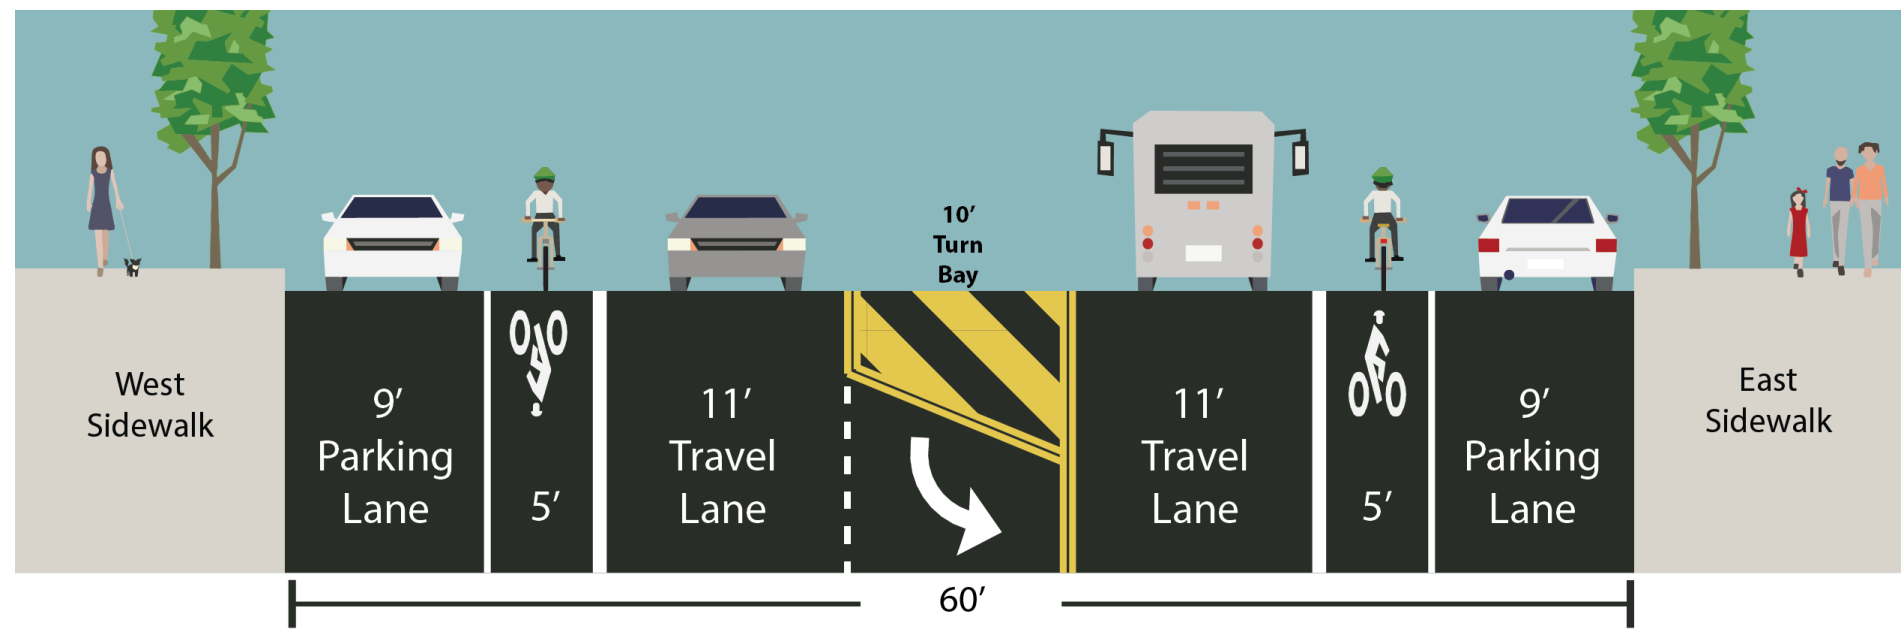 10’
Turn
Bay
West
Sidewalk
9’
Parking
Lane
5’
11’
Travel
Lane
11’
Travel
Lane
5’
9’
Parking
Lane
East
Sidewalk
60’